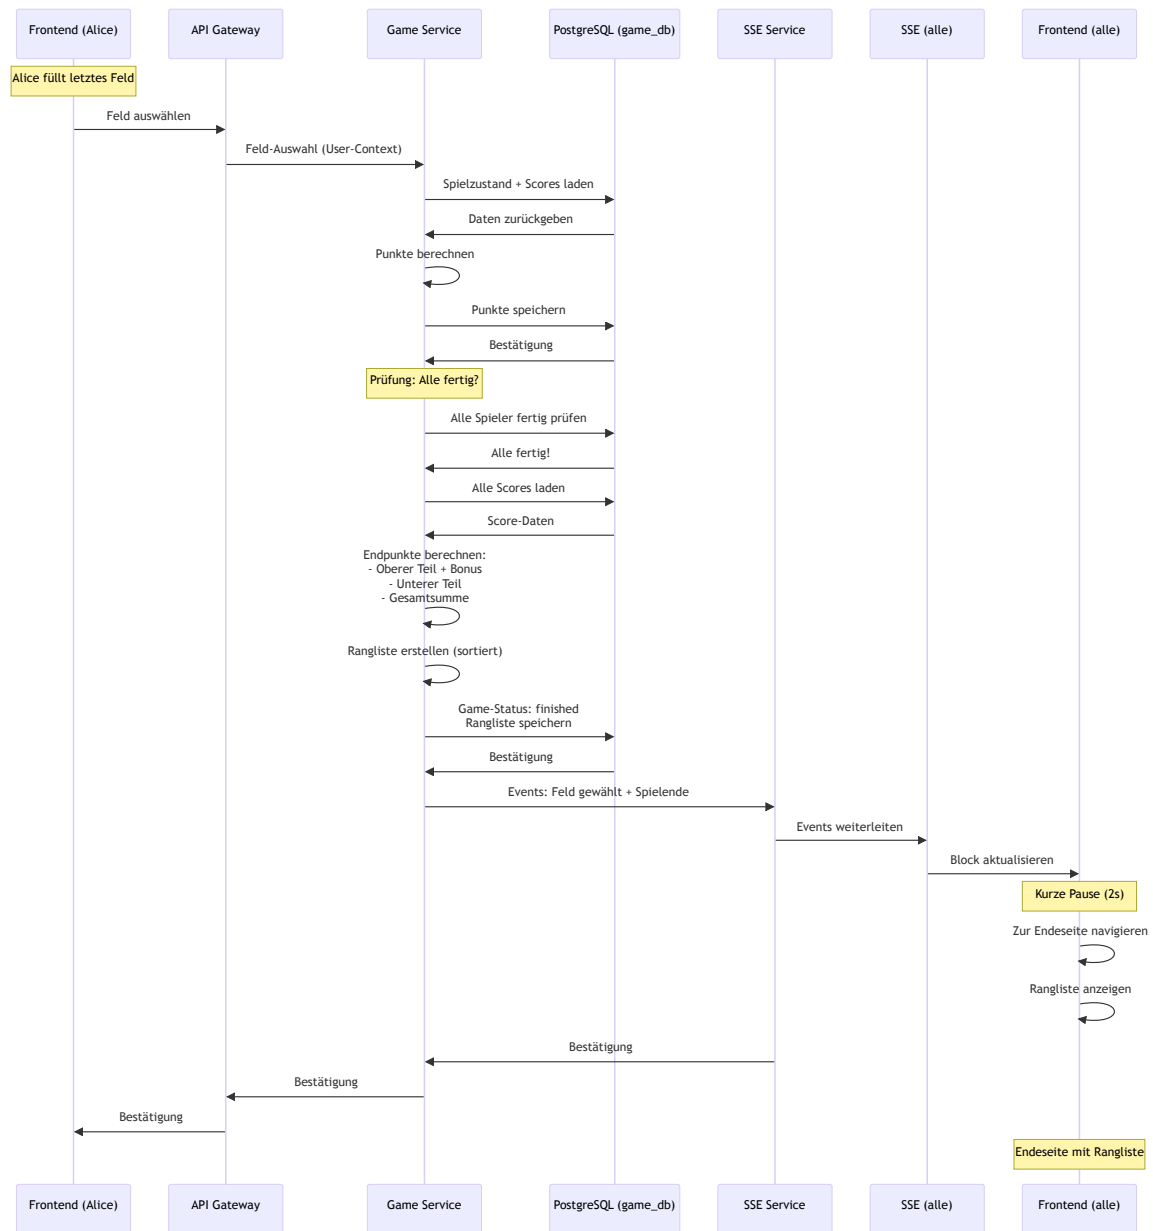 Frontend (Alice)
API Gateway
Game Service
PostgreSQL (game_db)
SSE Service
SSE (alle)
Frontend (alle)
Alice füllt letztes Feld
Feld auswählen
Feld-Auswahl (User-Context)
Spielzustand + Scores laden
Daten zurückgeben
Punkte berechnen
Punkte speichern
Bestätigung
Prüfung: Alle fertig?
Alle Spieler fertig prüfen
Alle fertig!
Alle Scores laden
Score-Daten
Endpunkte berechnen:
- Oberer Teil + Bonus
- Unterer Teil
- Gesamtsumme
Rangliste erstellen (sortiert)
Game-Status: finished
Rangliste speichern
Bestätigung
Events: Feld gewählt + Spielende
Events weiterleiten
Block aktualisieren
Kurze Pause (2s)
Zur Endeseite navigieren
Rangliste anzeigen
Bestätigung
Bestätigung
Bestätigung
Endeseite mit Rangliste
Frontend (Alice)
API Gateway
Game Service
PostgreSQL (game_db)
SSE Service
SSE (alle)
Frontend (alle)